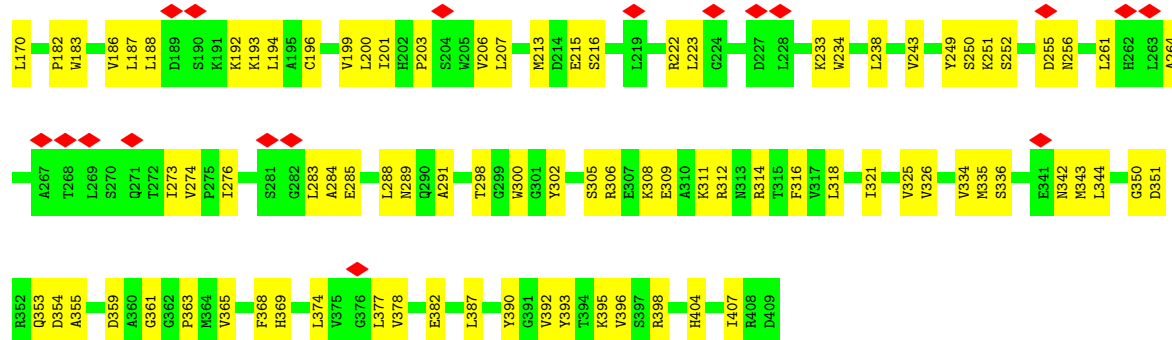 L170 P182 W183 V186 L187 L188 D189 S190 K191 K192 K193 L194 A195 C196 V199 L200 I201 H202 P203 S204 W205 V206 L207 M213 D214 E215 S216 L219 R222 L223 G224 D227 L228 K233 W234 L238 V243 Y249 S250 K251 S252 D255 N256 L261 H262 L263 A264
A267 T268 L269 S270 Q271 T272 I273 V274 P275 I276 S281 G282 L283 A284 E285 L288 N289 Q290 A291 T298 G299 W300 G301 Y302 S305 R306 E307 K308 E309 A310 K311 R312 N313 R314 T315 F316 V317 L318 I321 V325 V326 V334 M335 S336 E341 N342 M343 L344 G350 D351
R352 Q353 D354 A355 D359 A360 G361 G362 P363 M364 V365 F368 H369 L374 V375 G376 L377 V378 E382 L387 Y390 G391 V392 Y393 T394 K395 V396 S397 R398 H404 I407 R408 D409